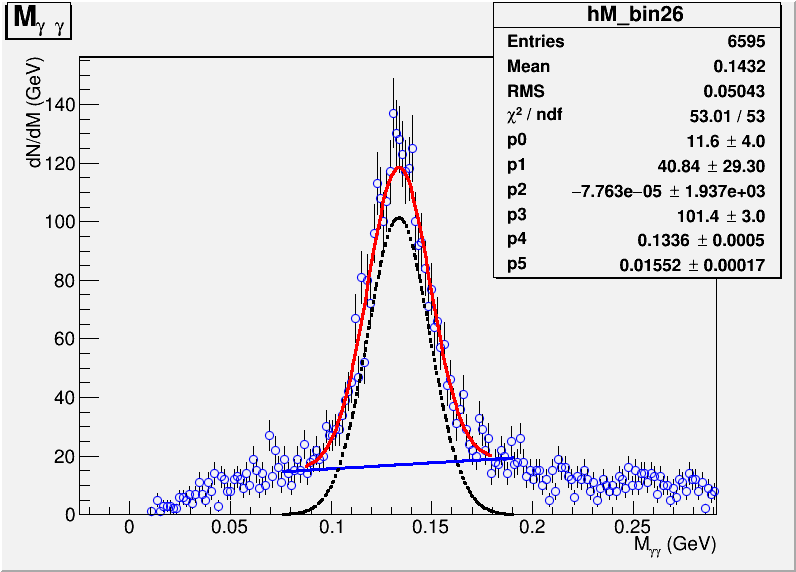 M_γ γ
hM_bin26
Entries 6595
Mean 0.1432
RMS 0.05043
χ² / ndf 53.01 / 53
p0 11.6 ± 4.0
p1 40.84 ± 29.30
p2 −7.763e−05 ± 1.937e+03
p3 101.4 ± 3.0
p4 0.1336 ± 0.0005
p5 0.01552 ± 0.00017
dN/dM (GeV)
140
120
100
80
60
40
20
0
0 0.05 0.1 0.15 0.2 0.25
M_γγ (GeV)